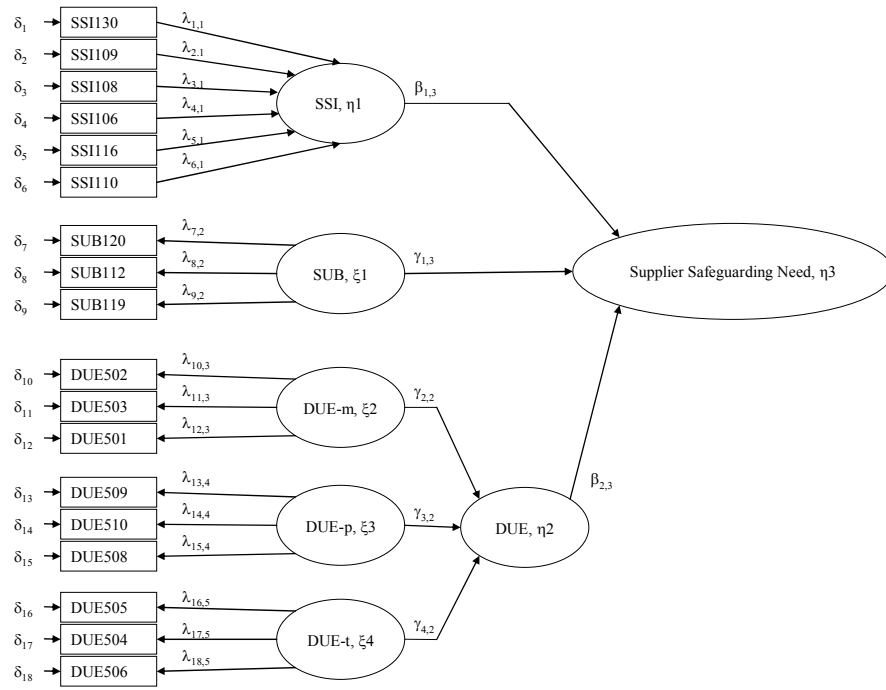 δ1 SSI130 λ1,1
δ2 SSI109 λ2.1
δ3 SSI108 λ3,1
δ4 SSI106 λ4,1
δ5 SSI116 λ5,1
δ6 SSI110 λ6,1
SSI, η1
β1,3
δ7 SUB120 λ7,2
δ8 SUB112 λ8,2
δ9 SUB119 λ9,2
SUB, ξ1
γ1,3
Supplier Safeguarding Need, η3
δ10 DUE502 λ10,3
δ11 DUE503 λ11,3
δ12 DUE501 λ12,3
DUE-m, ξ2
γ2,2
δ13 DUE509 λ13,4
δ14 DUE510 λ14,4
δ15 DUE508 λ15,4
DUE-p, ξ3
γ3,2
DUE, η2
β2,3
δ16 DUE505 λ16,5
δ17 DUE504 λ17,5
δ18 DUE506 λ18,5
DUE-t, ξ4
γ4,2